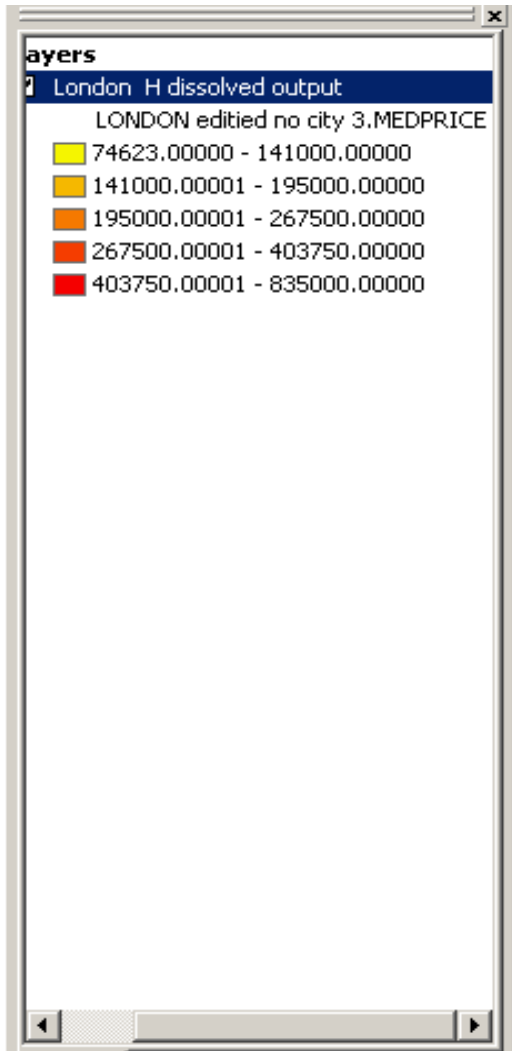 ayers
London H dissolved output
LONDON editied no city 3.MEDPRICE
74623.00000 - 141000.00000
141000.00001 - 195000.00000
195000.00001 - 267500.00000
267500.00001 - 403750.00000
403750.00001 - 835000.00000